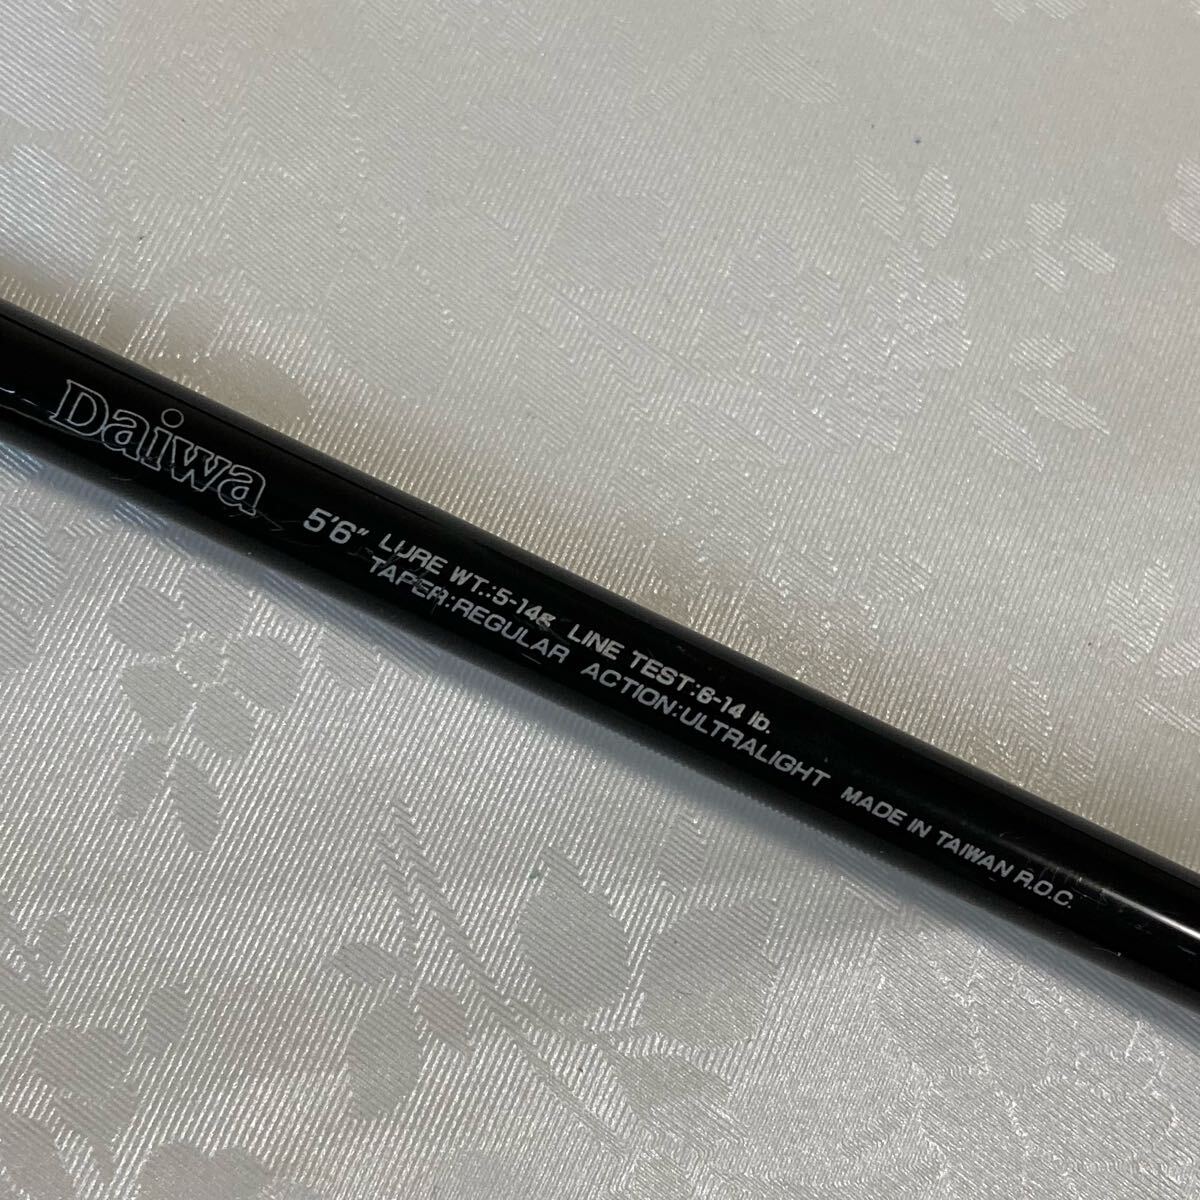 Daiwa
5'6" LURE WT.:5-14g LINE TEST:6-14 lb.
TAPER:REGULAR ACTION:ULTRALIGHT MADE IN TAIWAN R.O.C.